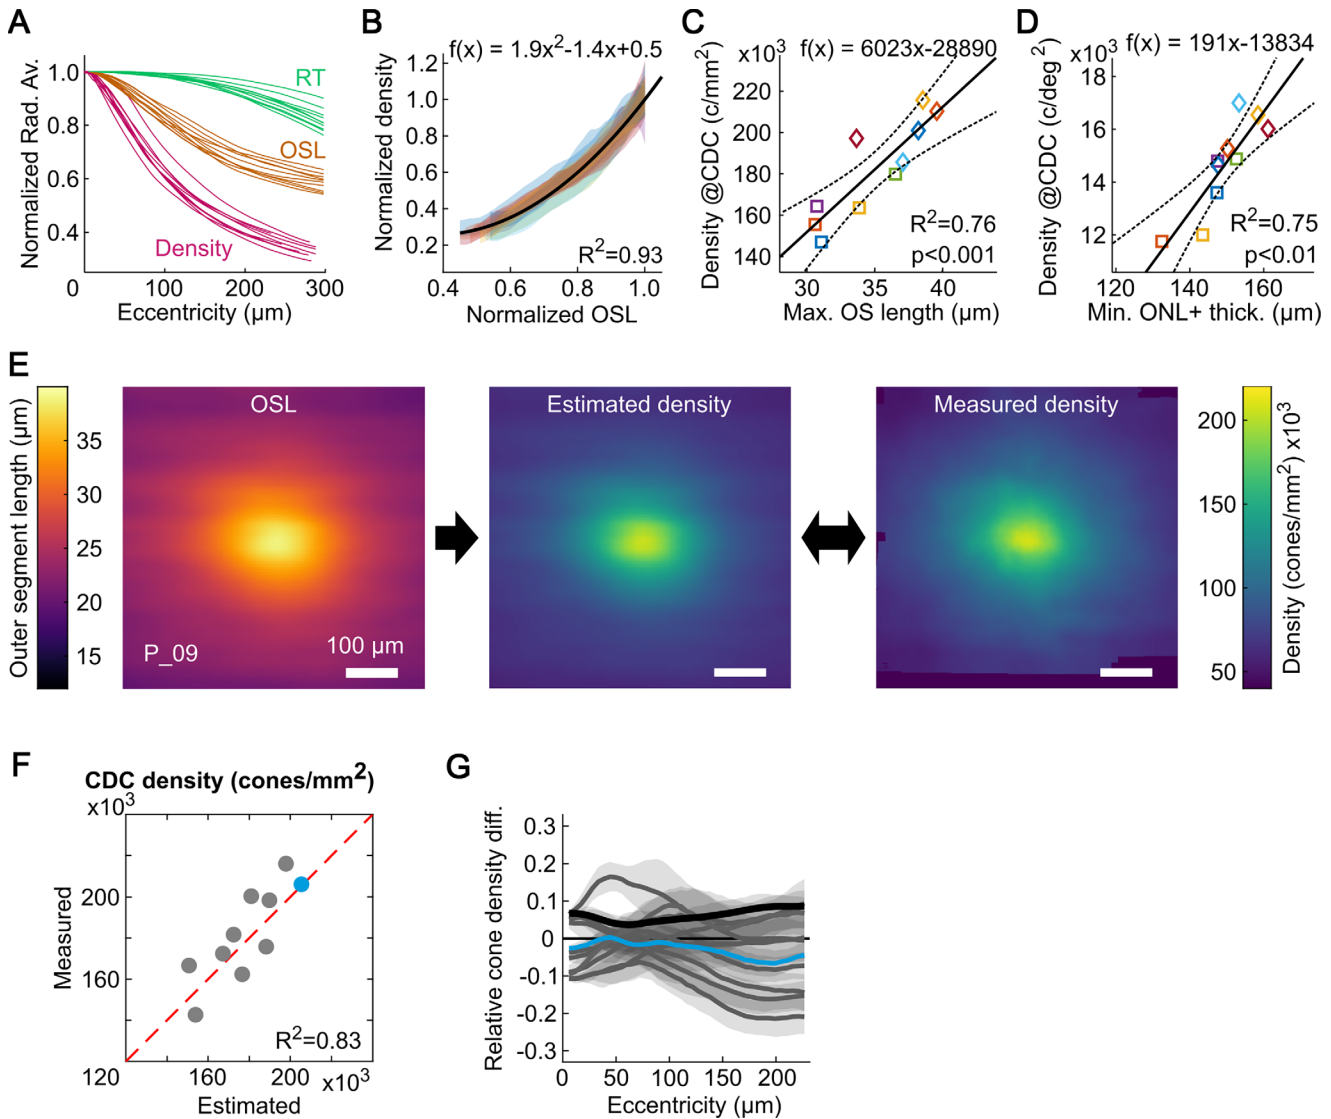 A
Normalized Rad. Av.
1.0
0.8
0.6
0.4
RT
OSL
Density
0
100
200
300
Eccentricity (µm)
B
f(x) = 1.9x²-1.4x+0.5
Normalized density
1.2
1.0
0.8
0.6
0.4
0.2
R²=0.93
0.4
0.6
0.8
1.0
Normalized OSL
C
x10³
f(x) = 6023x-28890
Density @CDC (c/mm²)
220
200
180
160
140
R²=0.76
p<0.001
30
35
40
Max. OS length (µm)
D
x10³
f(x) = 191x-13834
Density @CDC (c/deg²)
18
16
14
12
R²=0.75
p<0.01
120
140
160
Min. ONL+ thick. (µm)
E
Outer segment length (µm)
35
30
25
20
15
OSL
P_09
100 µm
Estimated density
Measured density
200
150
100
50
Density (cones/mm²) x10³
F
CDC density (cones/mm²)
x10³
Measured
200
160
R²=0.83
120
160
200
x10³
Estimated
G
Relative cone density diff.
0.3
0.2
0.1
0
-0.1
-0.2
-0.3
0
50
100
150
200
Eccentricity (µm)